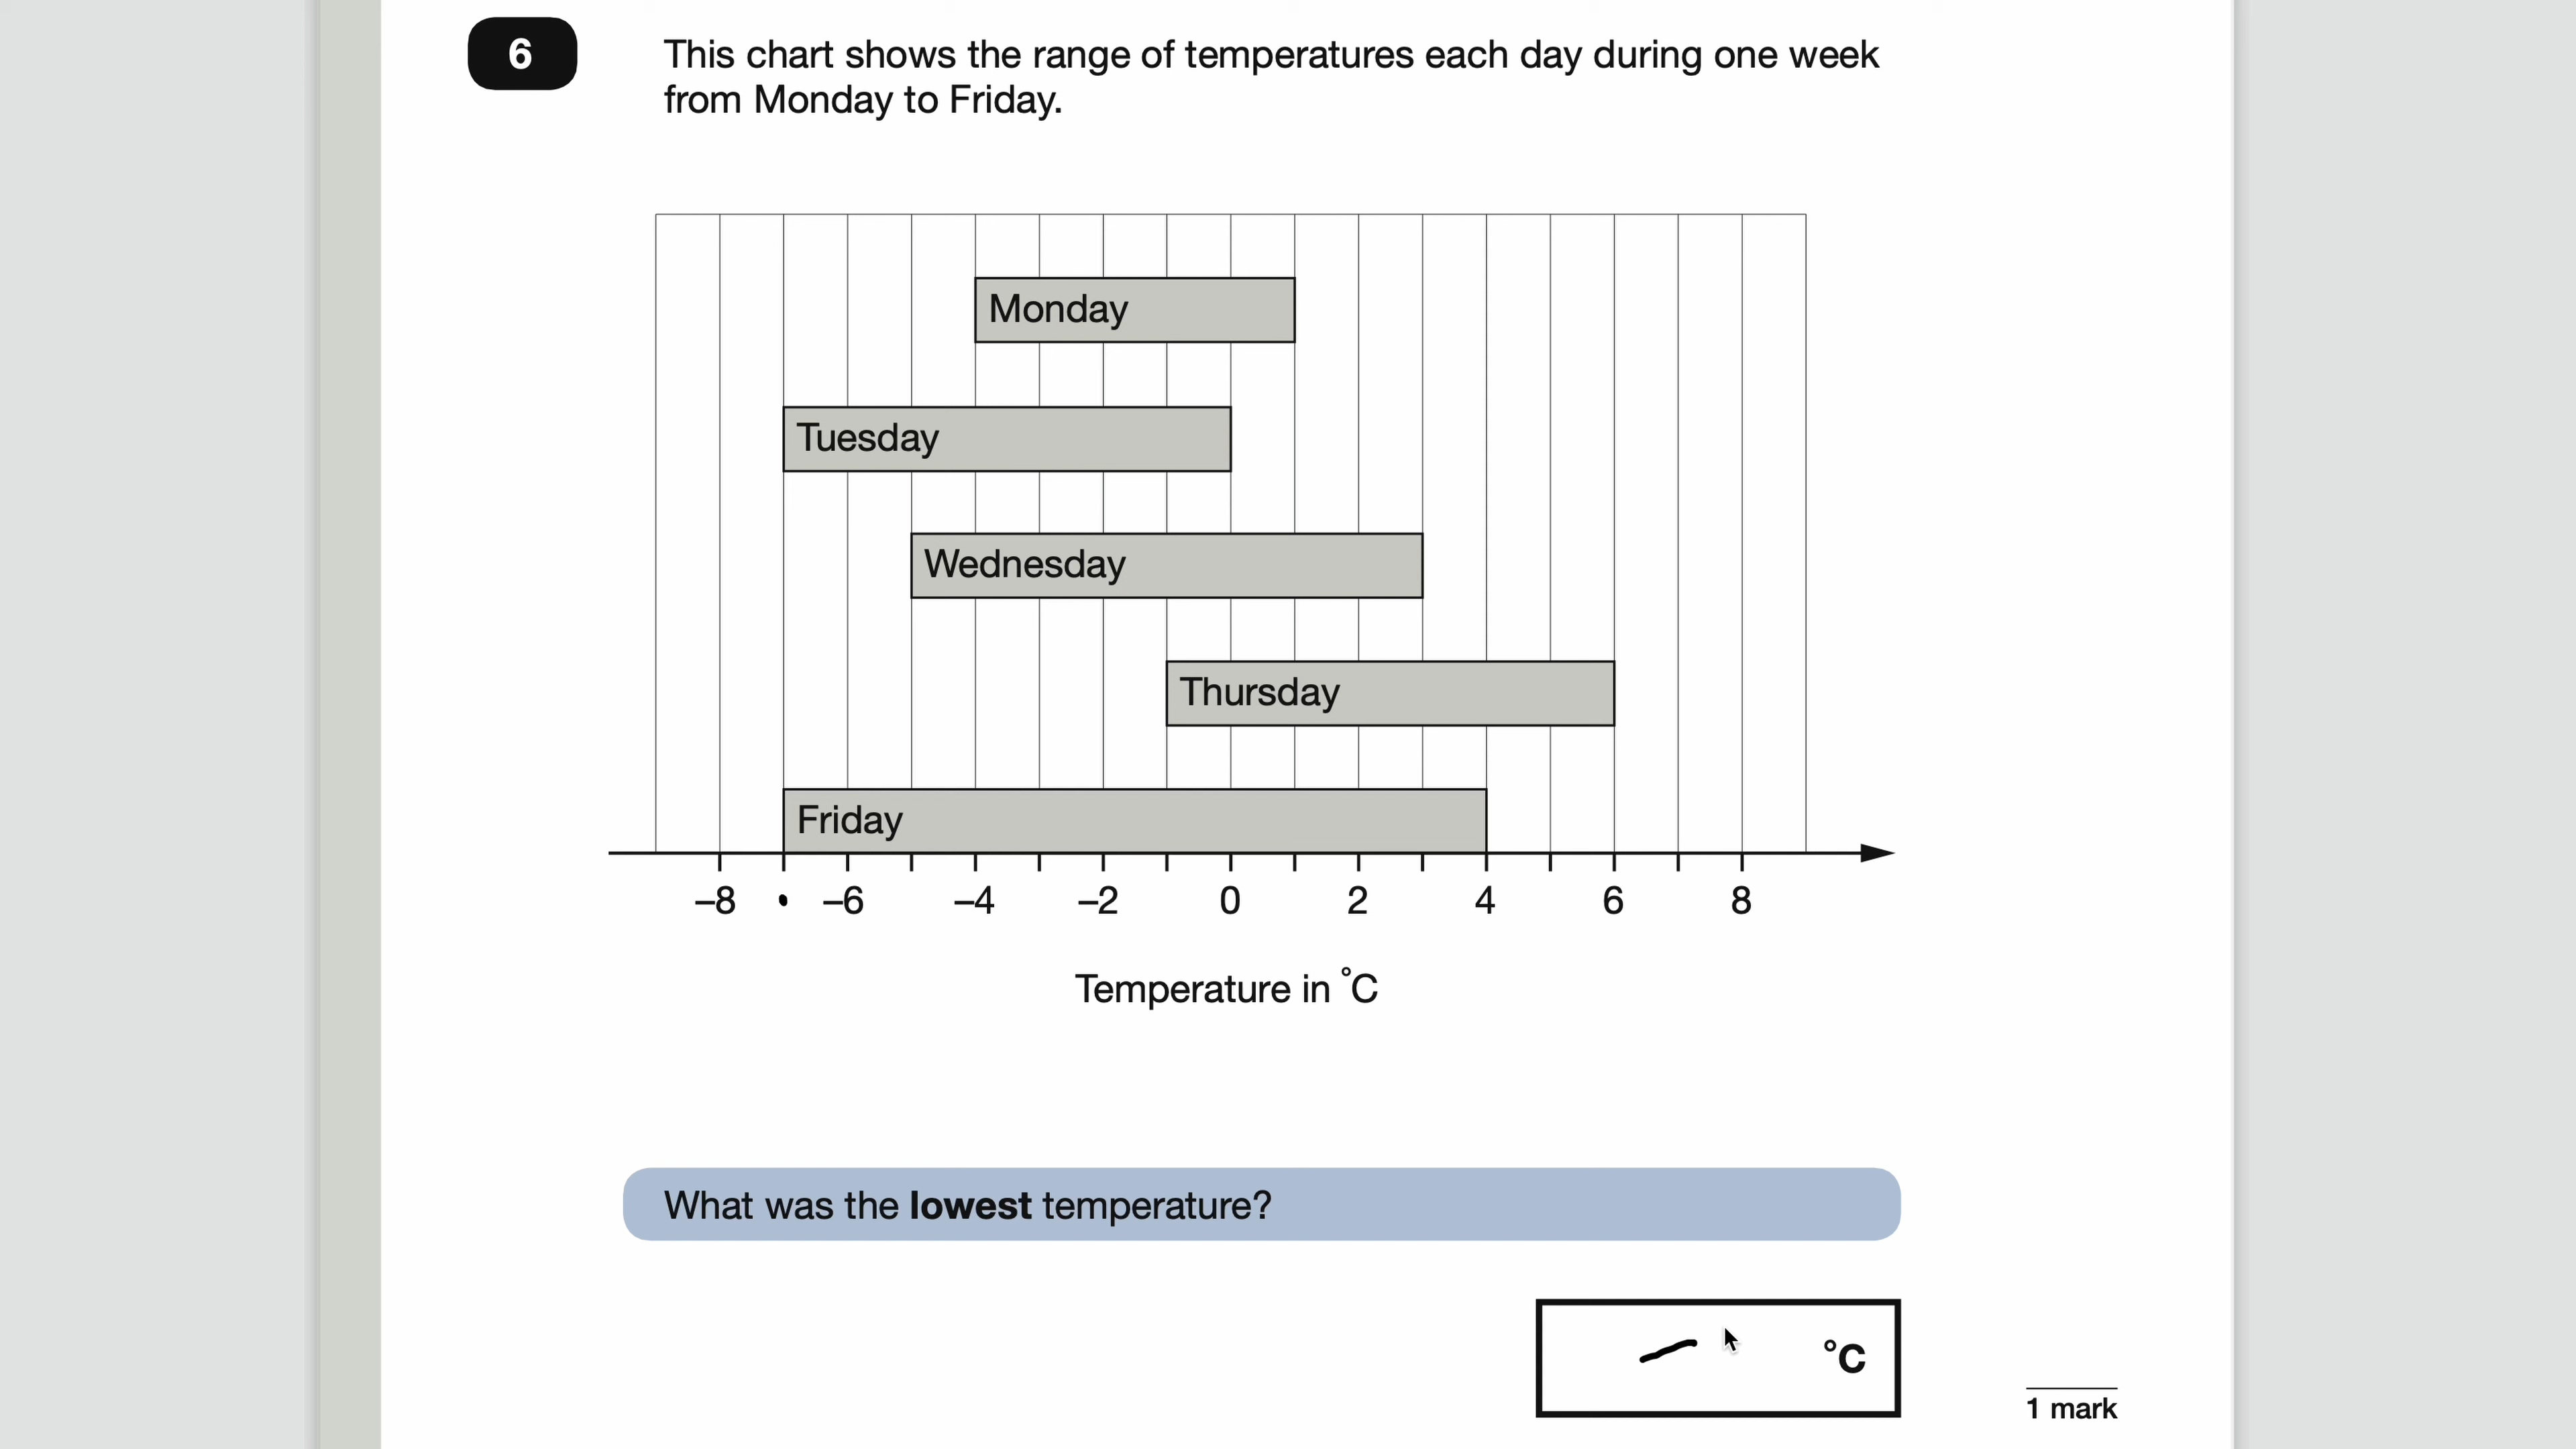 6
This chart shows the range of temperatures each day during one week
from Monday to Friday.
Monday
Tuesday
Wednesday
Thursday
Friday
–8 –6 –4 –2 0 2 4 6 8
Temperature in °C
What was the lowest temperature?
– °C
1 mark